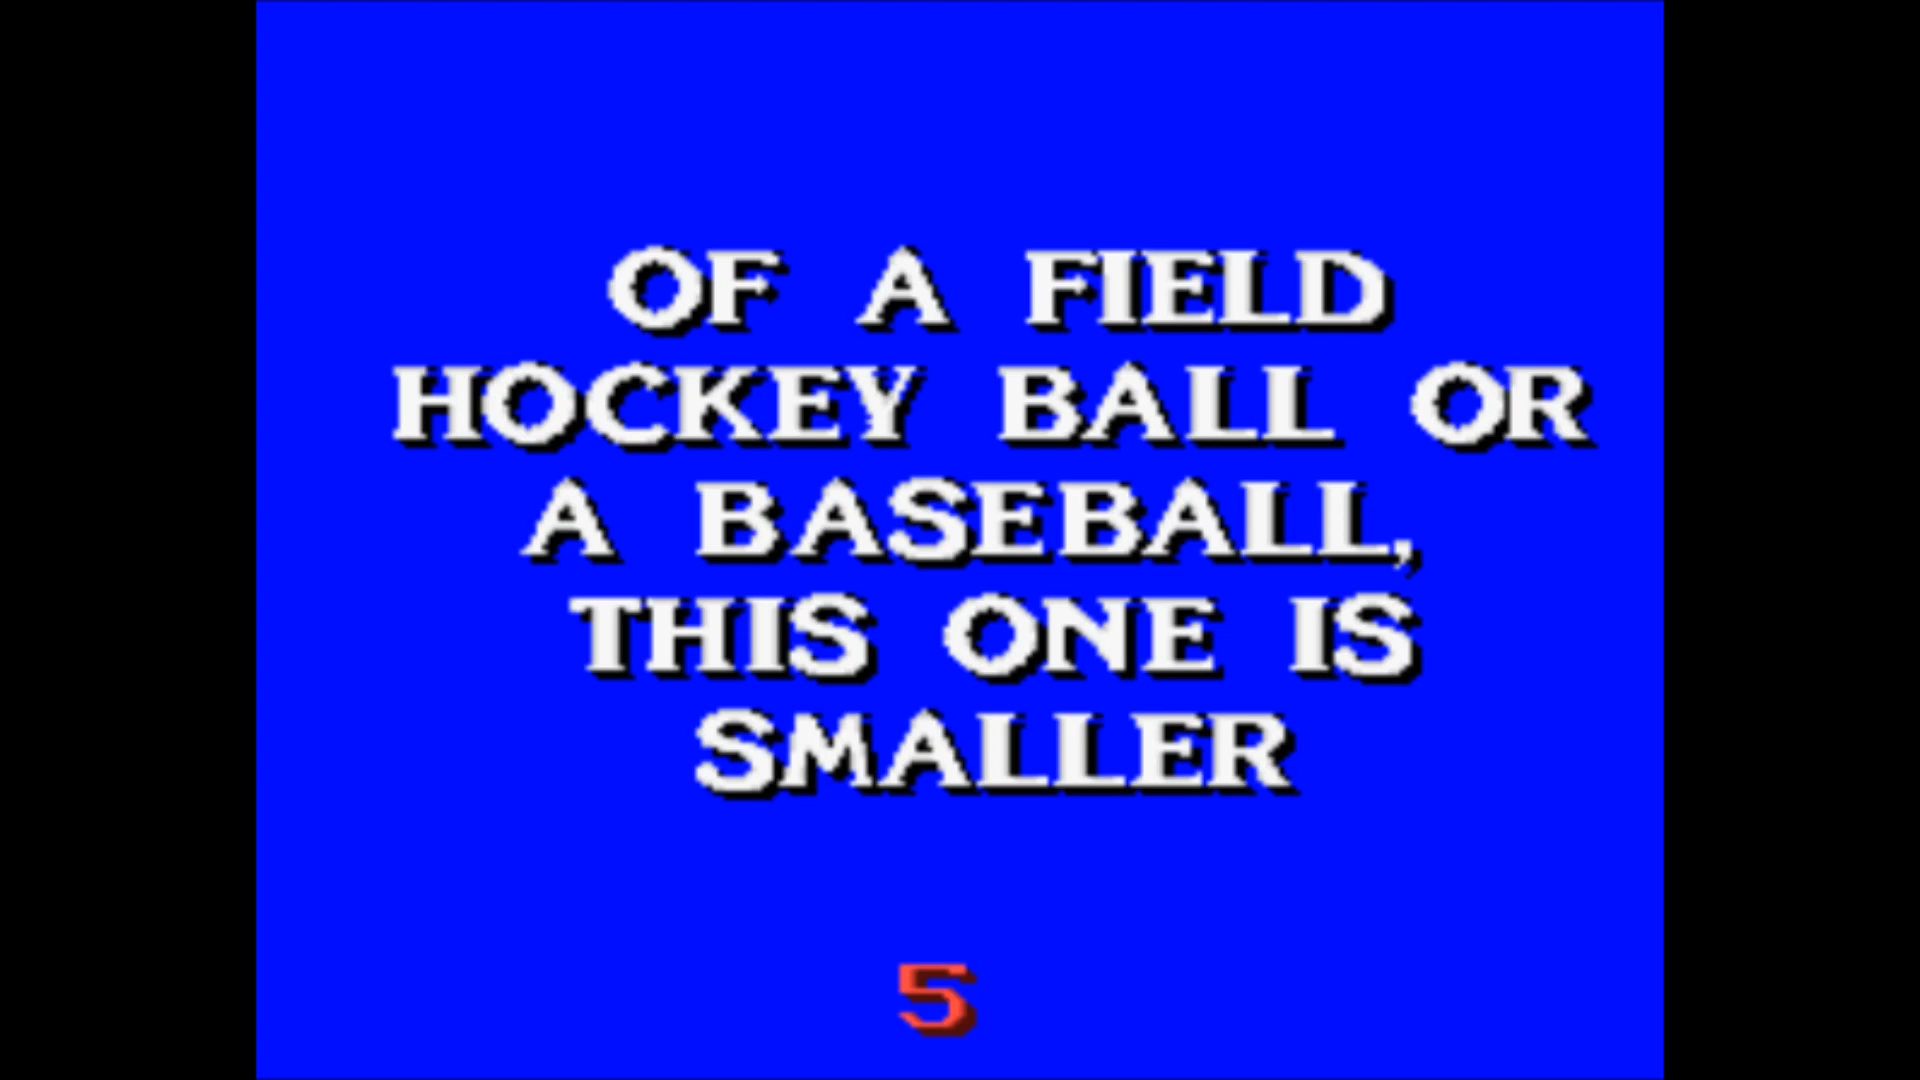 OF A FIELD
HOCKEY BALL OR
A BASEBALL,
THIS ONE IS
SMALLER
5